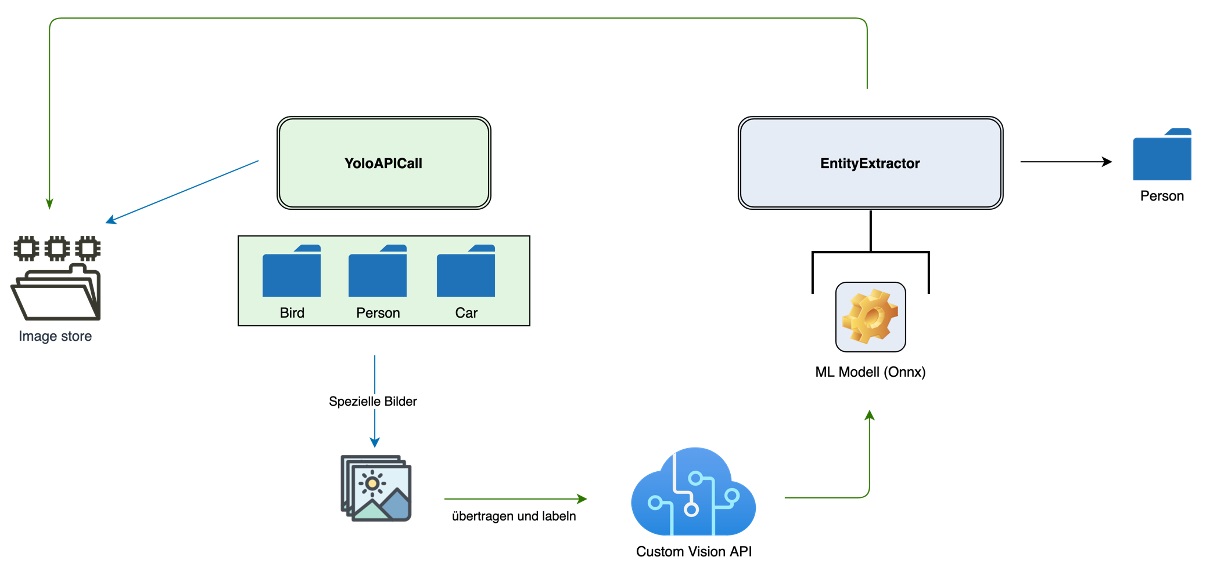 YoloAPICall
EntityExtractor
Person
Bird
Person
Car
Image store
ML Modell (Onnx)
Spezielle Bilder
übertragen und labeln
Custom Vision API